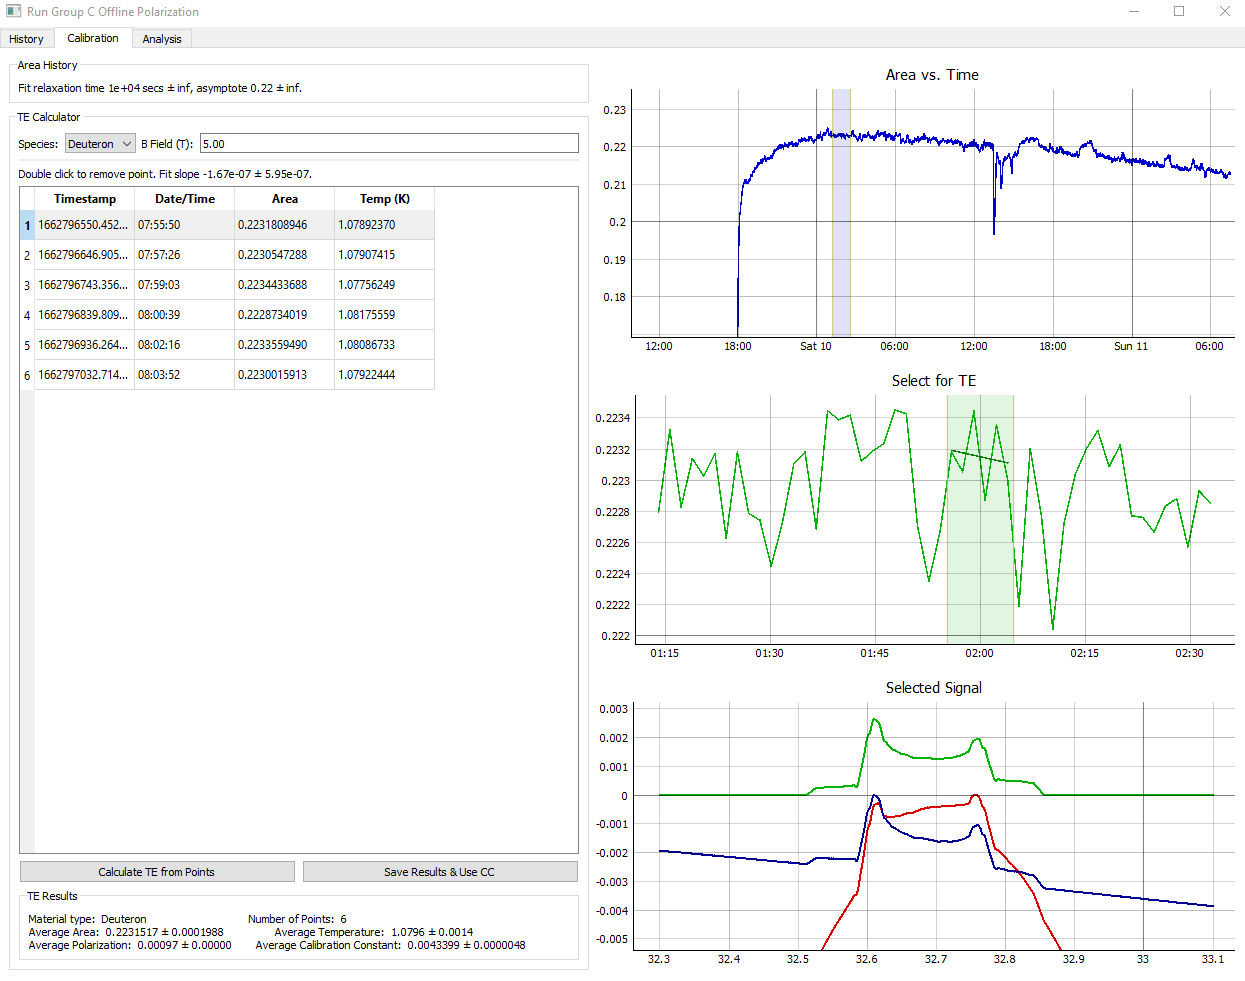 Run Group C Offline Polarization
History Calibration Analysis
Area History
Fit relaxation time 1e+04 secs ± inf, asymptote 0.22 ± inf.
TE Calculator
Species: Deuteron B Field (T): 5.00
Double click to remove point. Fit slope -1.67e-07 ± 5.95e-07.
Timestamp Date/Time Area Temp (K)
1 1662796550.452... 07:55:50 0.2231808946 1.07892370
2 1662796646.905... 07:57:26 0.2230547288 1.07907415
3 1662796743.356... 07:59:03 0.2234433688 1.07756249
4 1662796839.809... 08:00:39 0.2228734019 1.08175559
5 1662796936.264... 08:02:16 0.2233559490 1.08086733
6 1662797032.714... 08:03:52 0.2230015913 1.07922444
Calculate TE from Points Save Results & Use CC
TE Results
Material type: Deuteron Number of Points: 6
Average Area: 0.2231517 ± 0.0001988 Average Temperature: 1.0796 ± 0.0014
Average Polarization: 0.00097 ± 0.00000 Average Calibration Constant: 0.0043399 ± 0.0000048
Area vs. Time
0.23
0.22
0.21
0.2
0.19
0.18
12:00 18:00 Sat 10 06:00 12:00 18:00 Sun 11 06:00
Select for TE
0.2234
0.2232
0.223
0.2228
0.2226
0.2224
0.2222
0.222
01:15 01:30 01:45 02:00 02:15 02:30
Selected Signal
0.003
0.002
0.001
0
-0.001
-0.002
-0.003
-0.004
-0.005
32.3 32.4 32.5 32.6 32.7 32.8 32.9 33 33.1